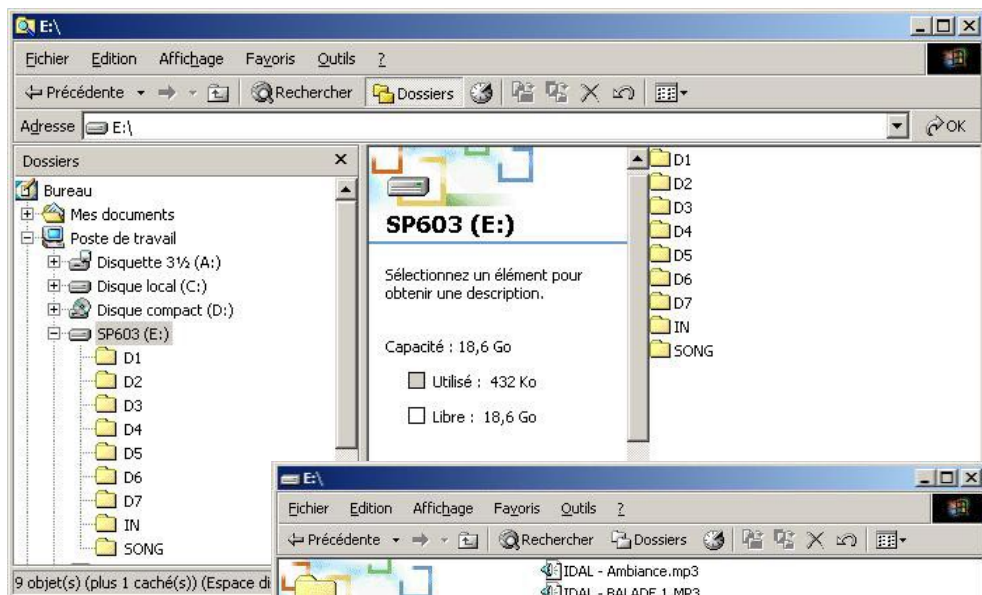 E:\
Fichier Edition Affichage Favoris Outils ?
Précédente Rechercher Dossiers
Adresse E:\ OK
Dossiers
Bureau
Mes documents
Poste de travail
Disquette 3½ (A:)
Disque local (C:)
Disque compact (D:)
SP603 (E:)
D1
D2
D3
D4
D5
D6
D7
IN
SONG
SP603 (E:)
Sélectionnez un élément pour
obtenir une description.
Capacité : 18,6 Go
Utilisé : 432 Ko
Libre : 18,6 Go
D1
D2
D3
D4
D5
D6
D7
IN
SONG
9 objet(s) (plus 1 caché(s)) (Espace di
E:\
Fichier Edition Affichage Favoris Outils ?
Précédente Rechercher Dossiers
IDAL - Ambiance.mp3
IDAL - BALADE 1.MP3